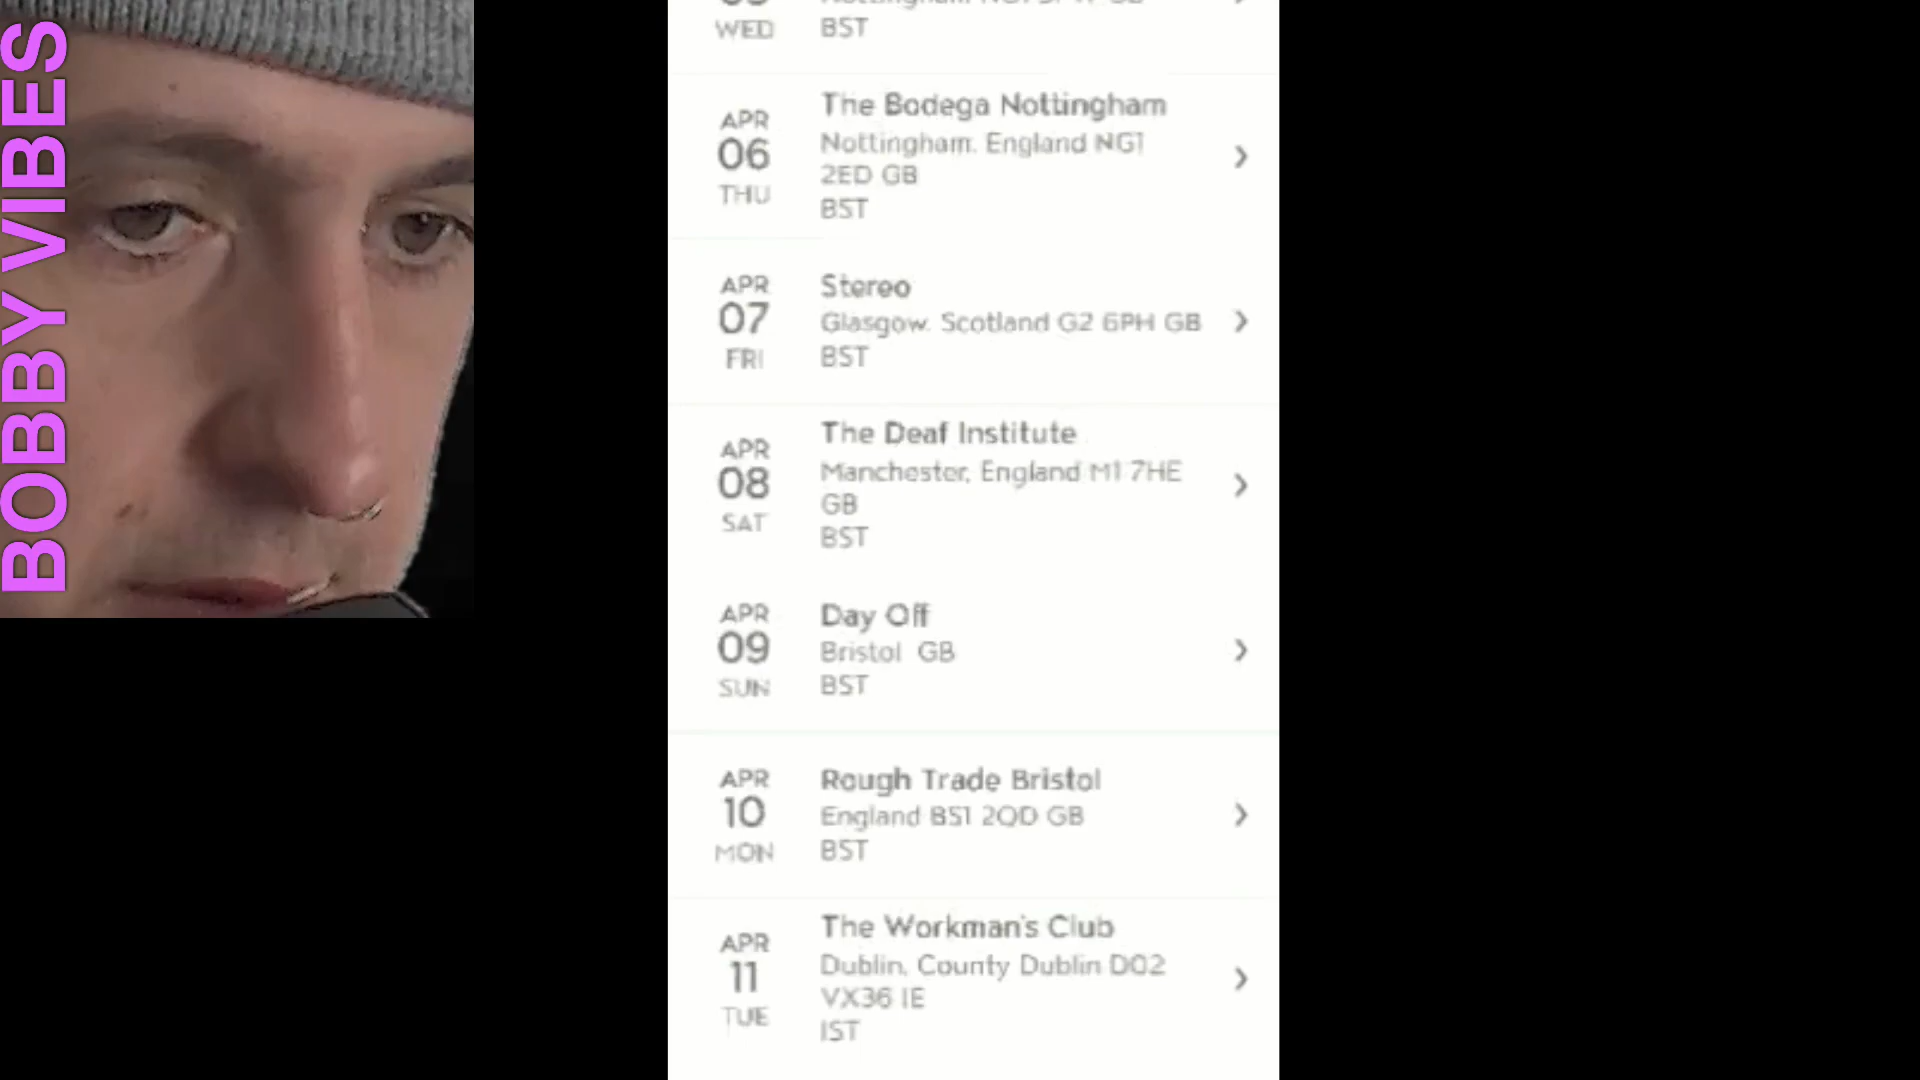 BOBBY VIBES
WED
BST
APR
06
THU
The Bodega Nottingham
Nottingham, England NG1
2ED GB
BST
APR
07
FRI
Stereo
Glasgow, Scotland G2 6PH GB
BST
APR
08
SAT
The Deaf Institute
Manchester, England M1 7HE
GB
BST
APR
09
SUN
Day Off
Bristol GB
BST
APR
10
MON
Rough Trade Bristol
England BS1 2QD GB
BST
APR
11
TUE
The Workman's Club
Dublin, County Dublin D02
VX36 IE
IST